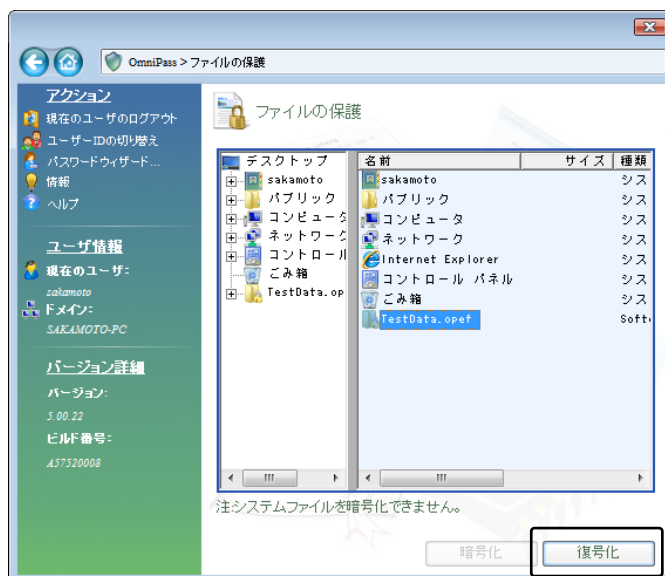 OmniPass > ファイルの保護
アクション
現在のユーザのログアウト
ユーザーIDの切り替え
パスワードウィザード...
情報
ヘルプ
ユーザ情報
現在のユーザ:
sakamoto
ドメイン:
SAKAMOTO-PC
バージョン詳細
バージョン:
5.00.22
ビルド番号:
A57520008
ファイルの保護
デスクトップ
sakamoto
パブリック
コンピュータ
ネットワーク
コントロール
ごみ箱
TestData.op
名前 サイズ 種類
sakamoto シス
パブリック シス
コンピュータ シス
ネットワーク シス
Internet Explorer シス
コントロール パネル シス
ごみ箱 シス
TestData.opef Soft
注:システムファイルを暗号化できません。
暗号化 復号化